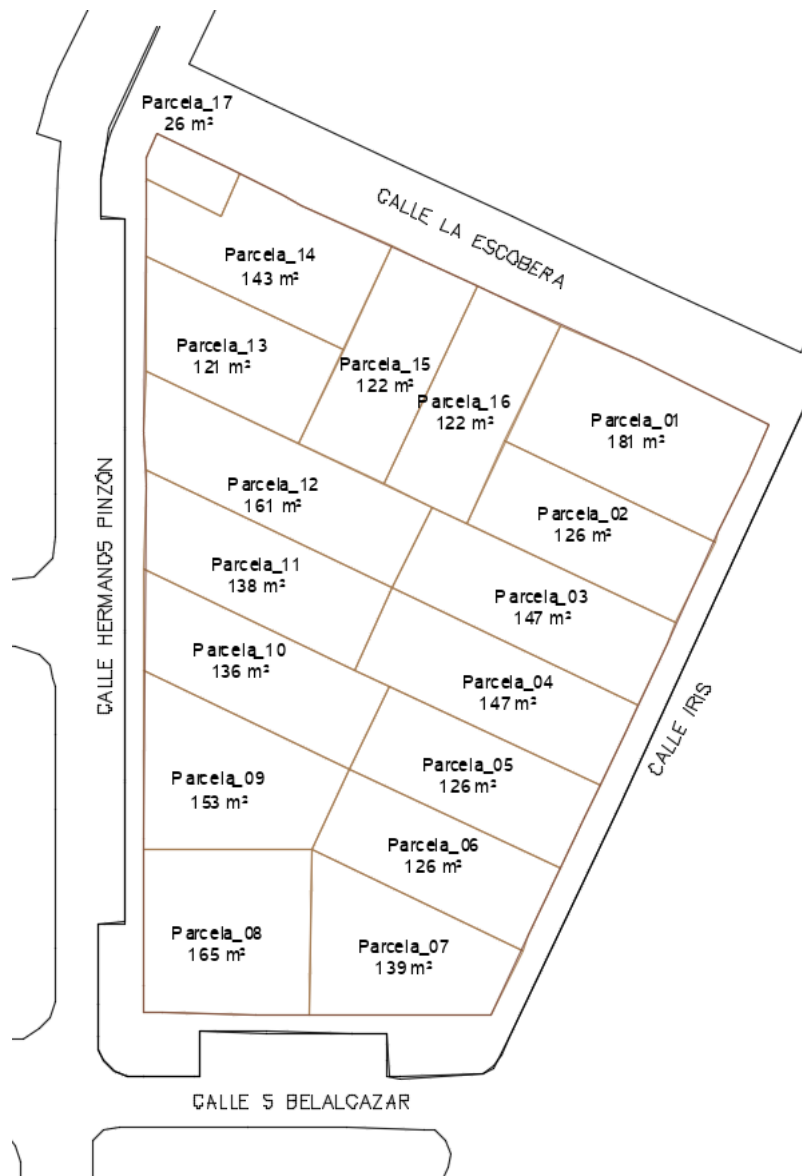 Parcela_17
26 m²
CALLE LA ESCOBERA
Parcela_14
143 m²
Parcela_13
121 m²
Parcela_15
122 m²
Parcela_16
122 m²
Parcela_01
181 m²
Parcela_12
161 m²
Parcela_02
126 m²
CALLE HERMANOS PINZÓN
Parcela_11
138 m²
Parcela_03
147 m²
Parcela_10
136 m²
Parcela_04
147 m²
CALLE IRIS
Parcela_09
153 m²
Parcela_05
126 m²
Parcela_06
126 m²
Parcela_08
165 m²
Parcela_07
139 m²
CALLE S BELALCAZAR